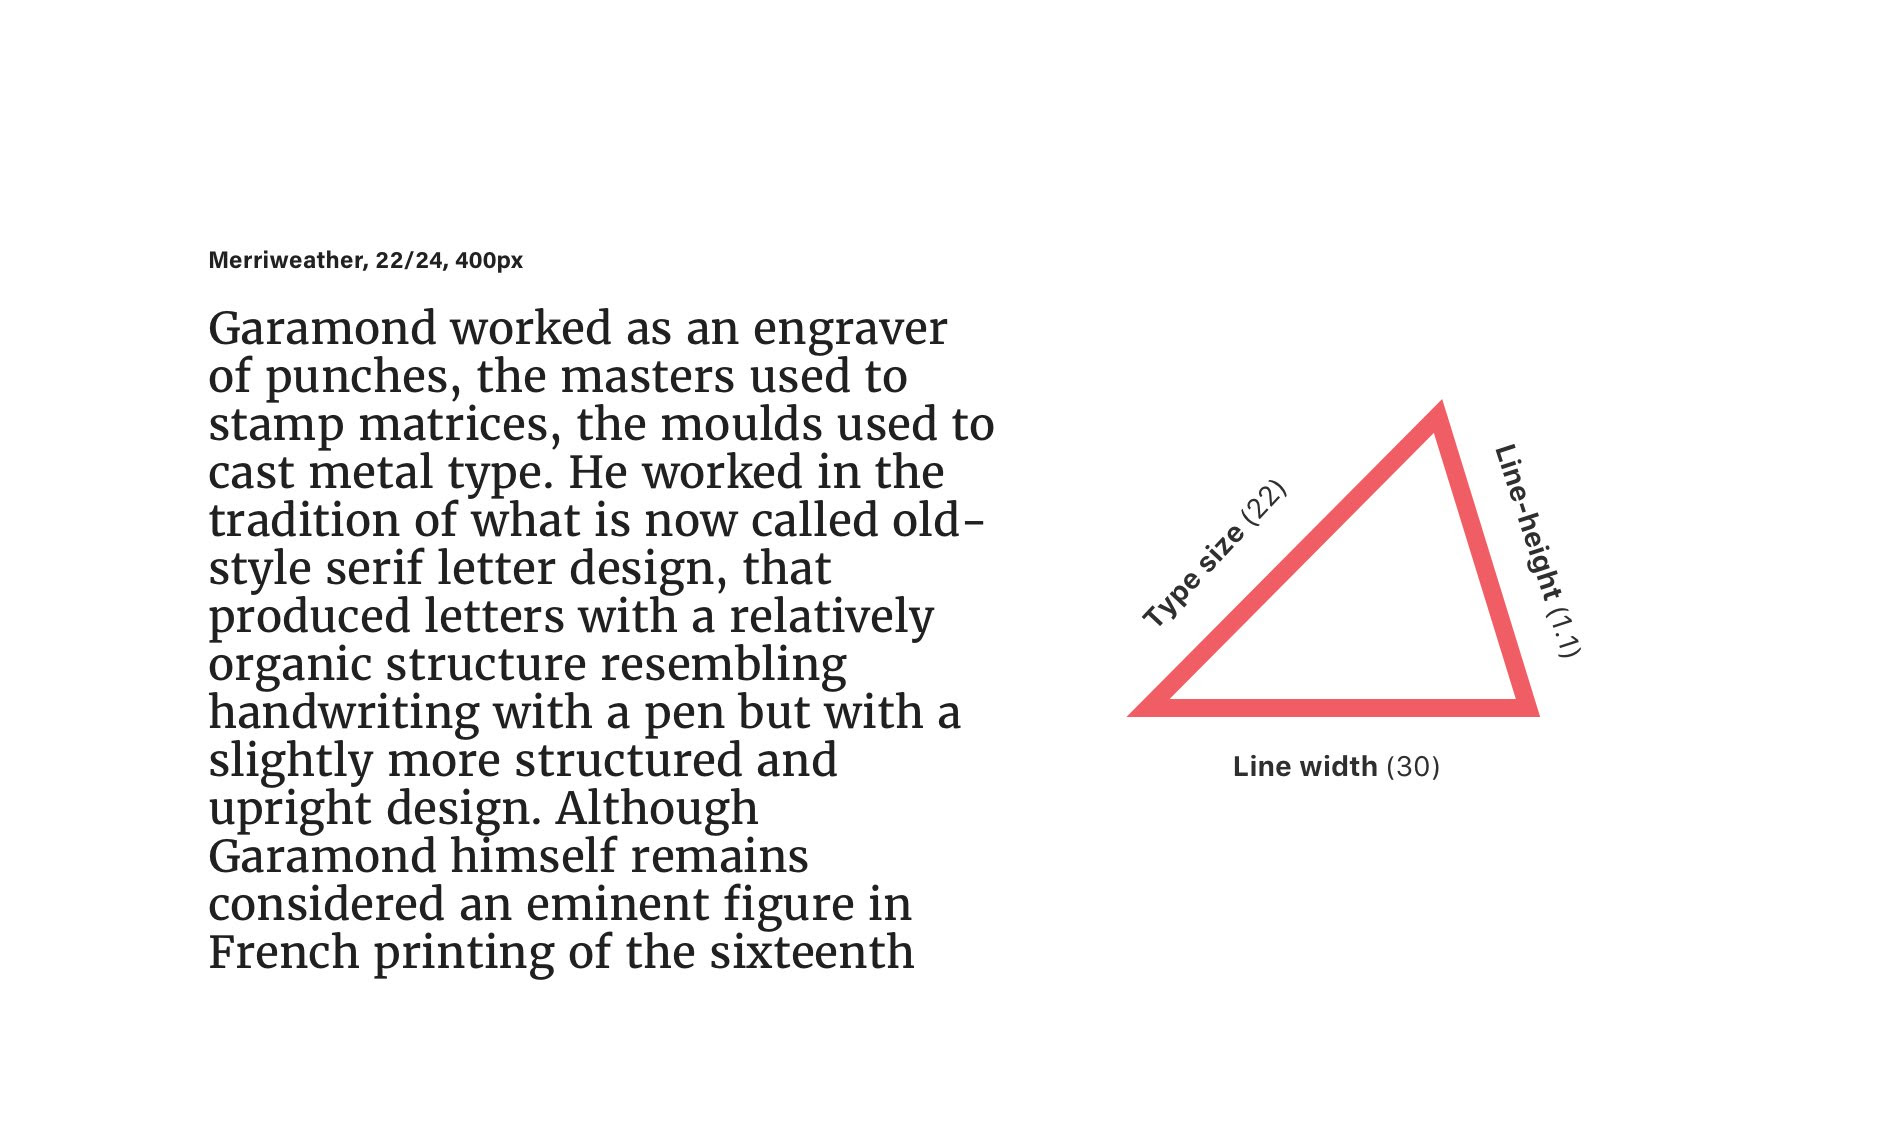 Merriweather, 22/24, 400px
Garamond worked as an engraver
of punches, the masters used to
stamp matrices, the moulds used to
cast metal type. He worked in the
tradition of what is now called old-
style serif letter design, that
produced letters with a relatively
organic structure resembling
handwriting with a pen but with a
slightly more structured and
upright design. Although
Garamond himself remains
considered an eminent figure in
French printing of the sixteenth
Type size (22)
Line-height (1.1)
Line width (30)